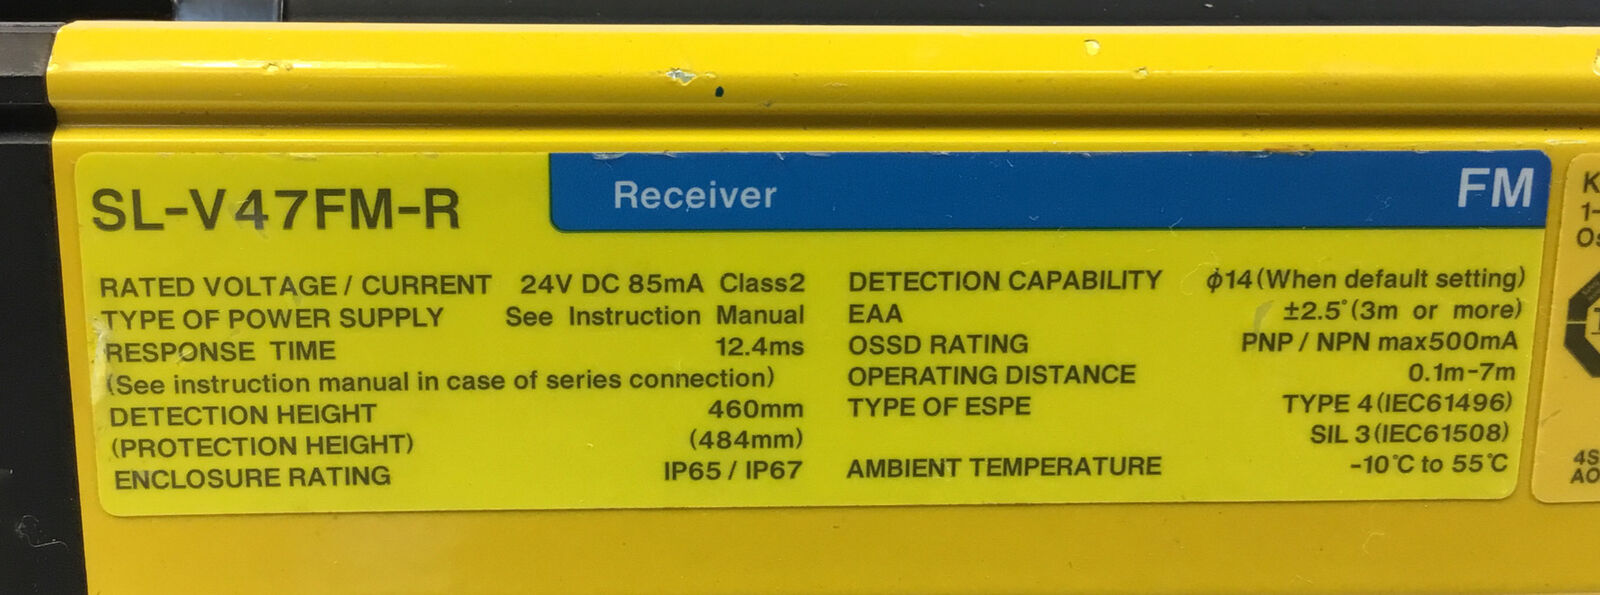 SL-V47FM-R
Receiver
FM
RATED VOLTAGE / CURRENT 24V DC 85mA Class2
TYPE OF POWER SUPPLY See Instruction Manual
RESPONSE TIME 12.4ms
(See instruction manual in case of series connection)
DETECTION HEIGHT 460mm
(PROTECTION HEIGHT) (484mm)
ENCLOSURE RATING IP65 / IP67
DETECTION CAPABILITY ϕ14 (When default setting)
EAA ±2.5° (3m or more)
OSSD RATING PNP / NPN max500mA
OPERATING DISTANCE 0.1m-7m
TYPE OF ESPE TYPE 4 (IEC61496)
SIL 3 (IEC61508)
AMBIENT TEMPERATURE -10℃ to 55℃